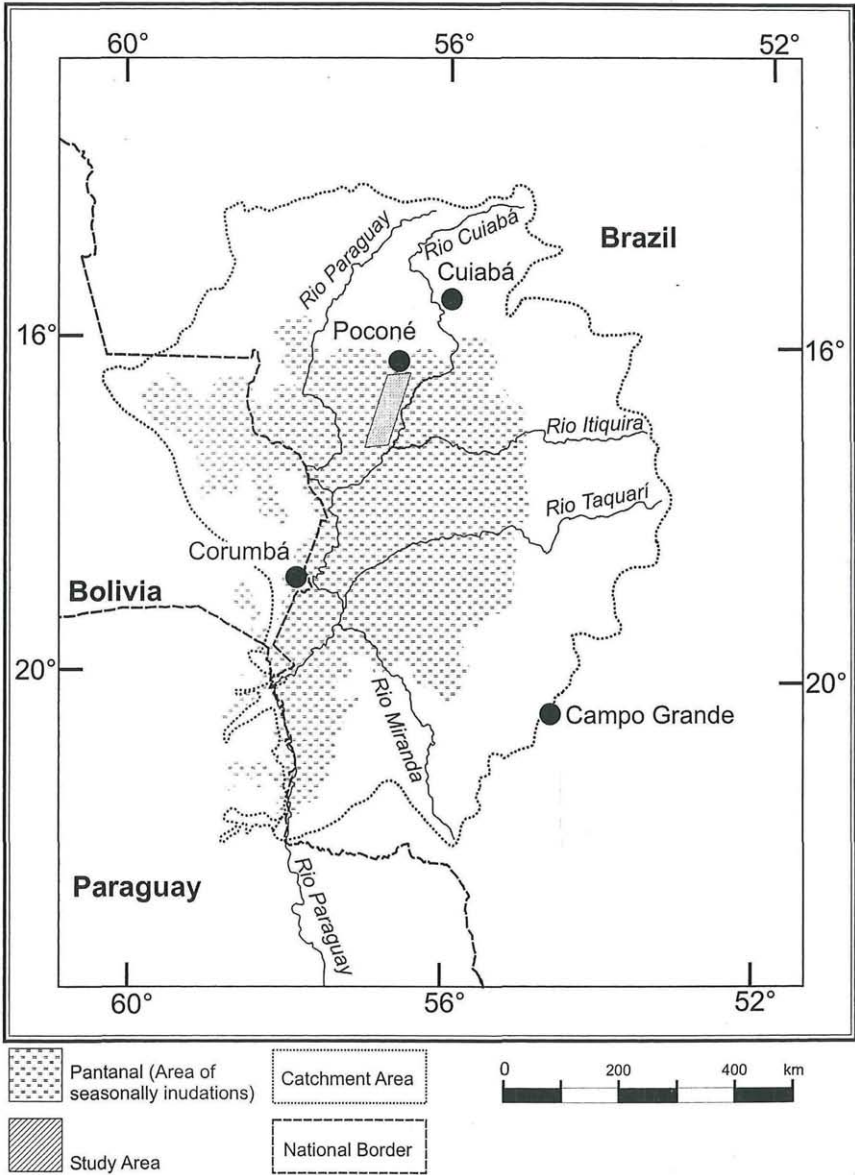 60°
56°
52°
Rio Paraguay
Rio Cuiabá
Brazil
Cuiabá
16°
Poconé
16°
Rio Itiquira
Rio Taquarí
Corumbá
Bolivia
20°
20°
Rio Miranda
Campo Grande
Paraguay
Rio Paraguay
60°
56°
52°
Pantanal (Area of
seasonally inudations)
Catchment Area
0 200 400 km
Study Area
National Border